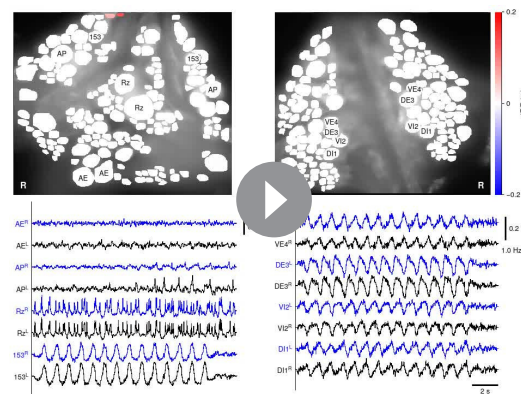 0.2
153
153
AP
AP
Rz
Rz
VE4
DE3
0
VE4
DE3
VI2
VI2
DI1
DI1
AE
AE
R
R
−0.2
AE^R
AE^L
AP^R
AP^L
Rz^R
Rz^L
153^R
153^L
VE4^R
DE3^L
DE3^R
VI2^L
VI2^R
DI1^L
DI1^R
0.2
1.0 Hz
2 s